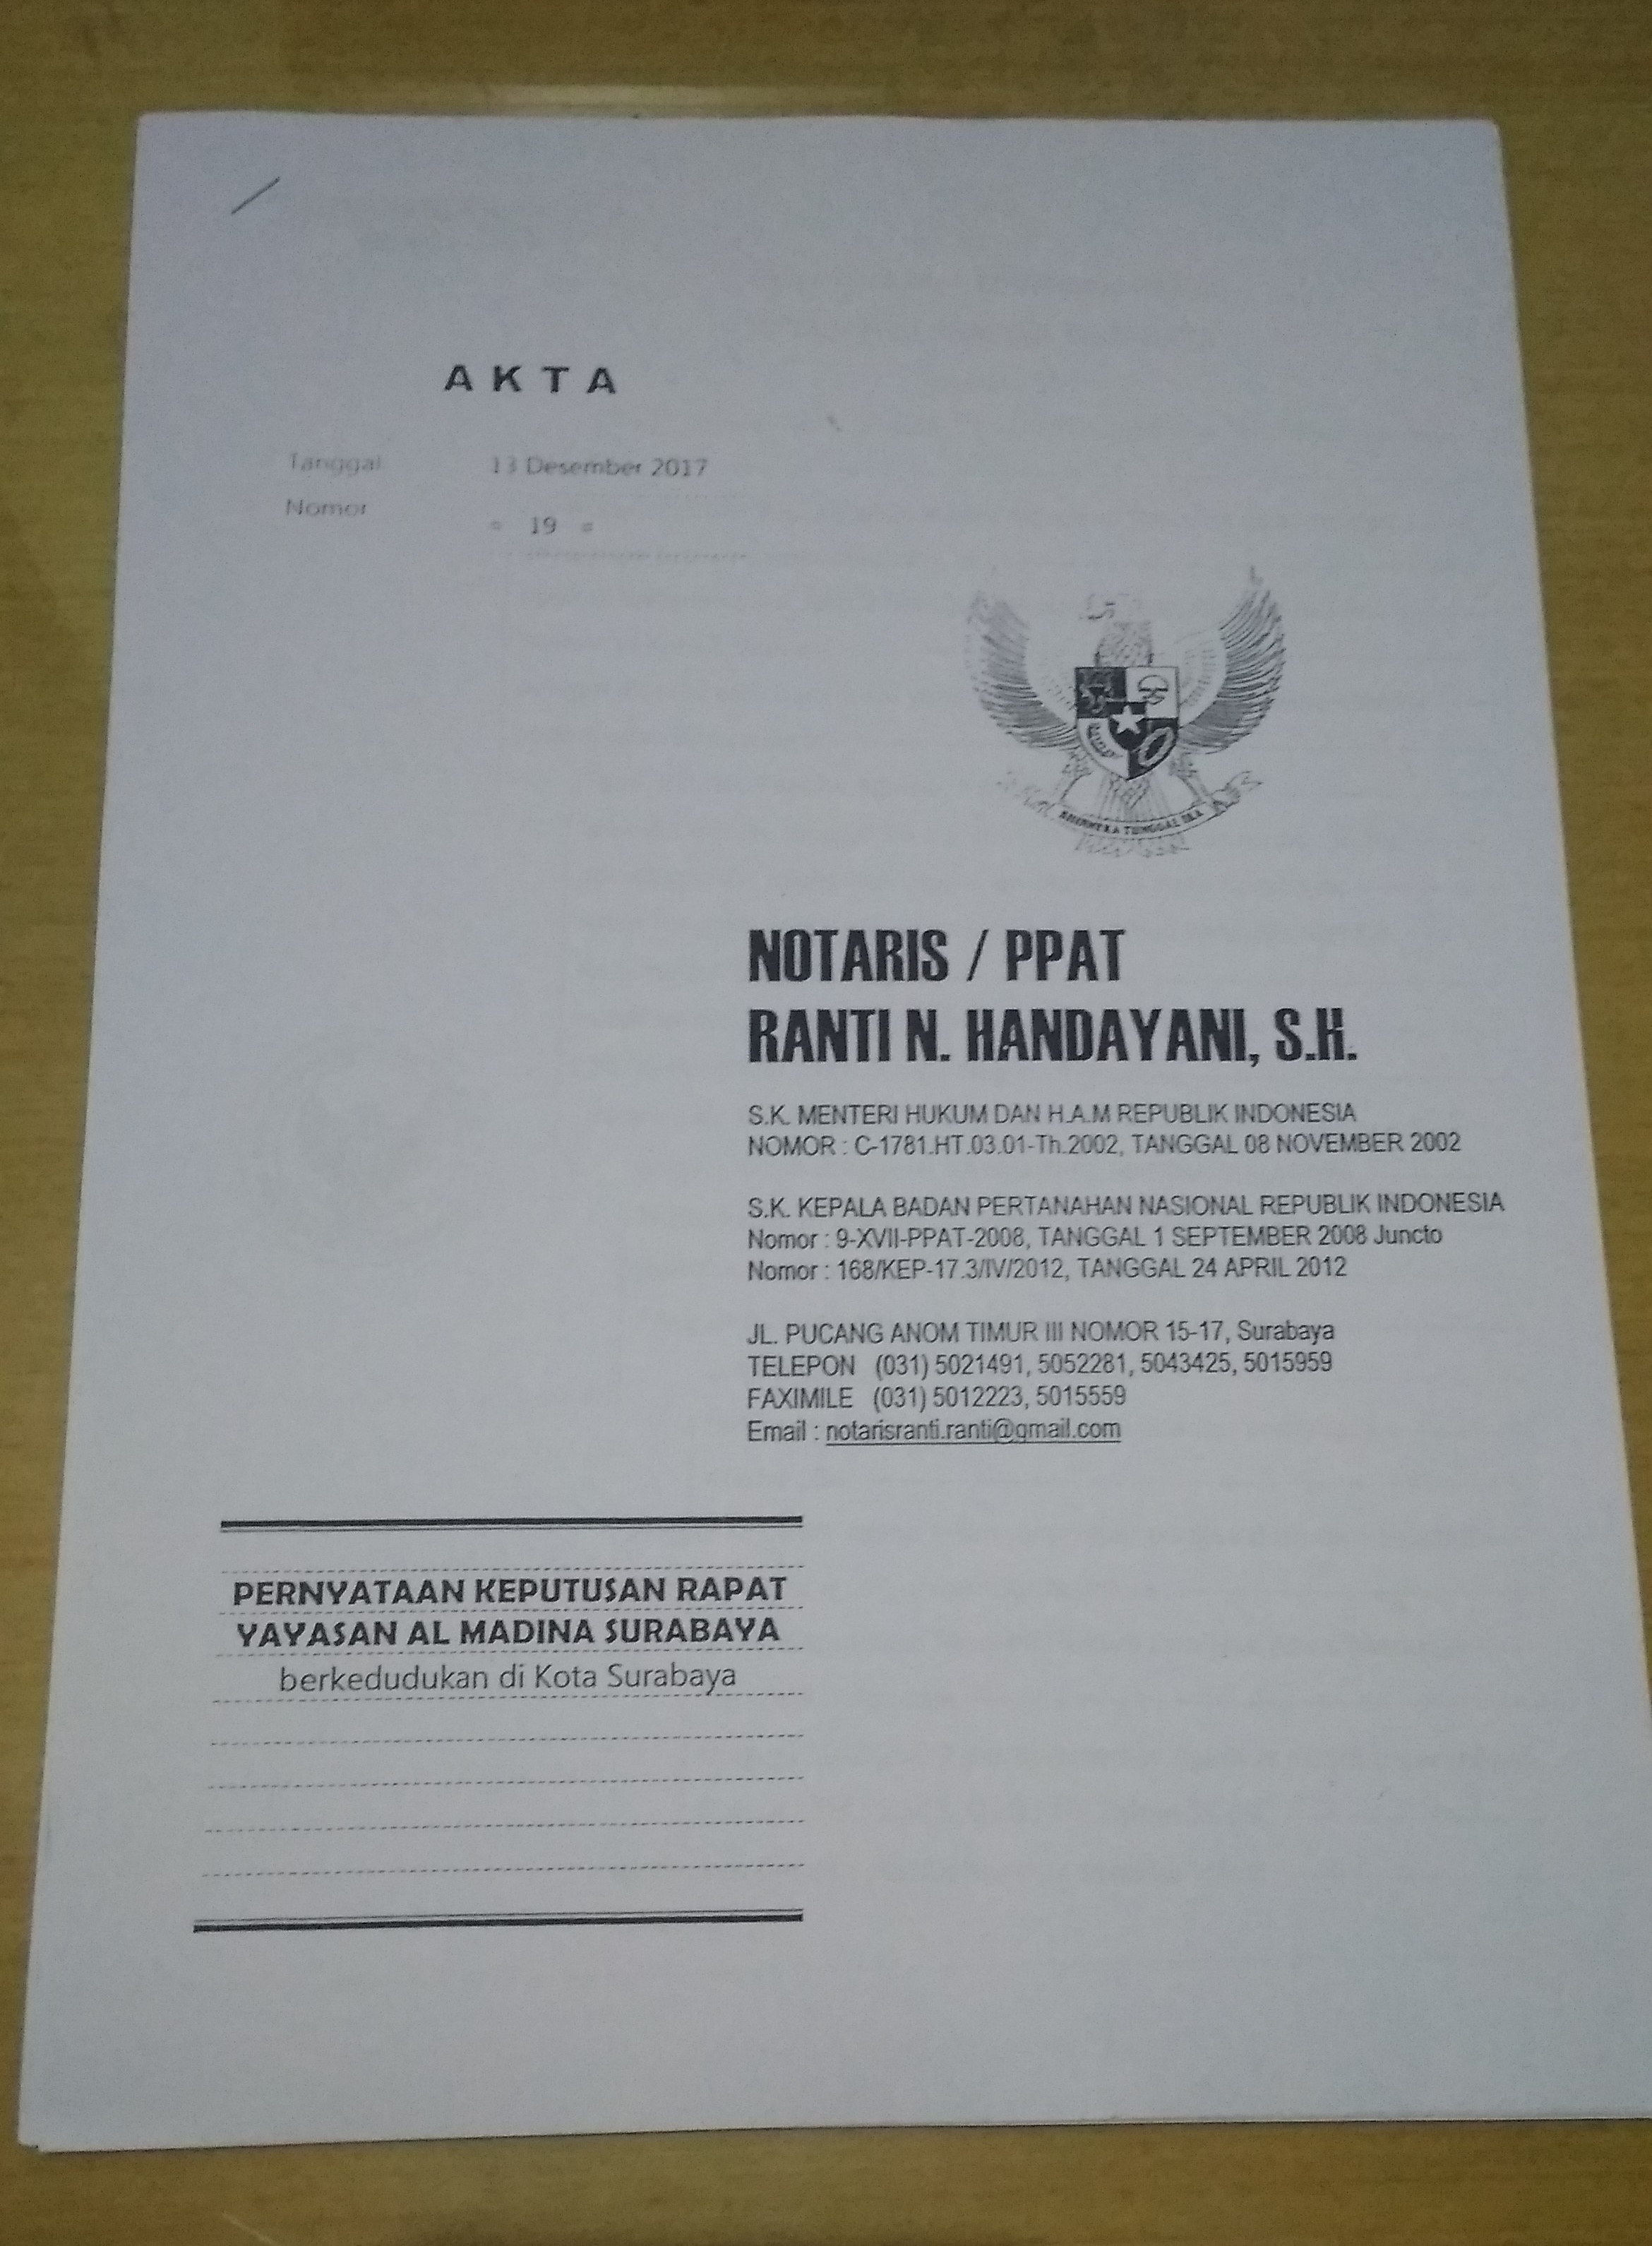 A K T A
Tanggal 13 Desember 2017
Nomor = 19 =
BHINNEKA TUNGGAL IKA
NOTARIS / PPAT
RANTI N. HANDAYANI, S.H.
S.K. MENTERI HUKUM DAN H.A.M REPUBLIK INDONESIA
NOMOR : C-1781.HT.03.01-Th.2002, TANGGAL 08 NOVEMBER 2002
S.K. KEPALA BADAN PERTANAHAN NASIONAL REPUBLIK INDONESIA
Nomor : 9-XVII-PPAT-2008, TANGGAL 1 SEPTEMBER 2008 Juncto
Nomor : 168/KEP-17.3/IV/2012, TANGGAL 24 APRIL 2012
JL. PUCANG ANOM TIMUR III NOMOR 15-17, Surabaya
TELEPON (031) 5021491, 5052281, 5043425, 5015959
FAXIMILE (031) 5012223, 5015559
Email : notarisranti.ranti@gmail.com
PERNYATAAN KEPUTUSAN RAPAT
YAYASAN AL MADINA SURABAYA
berkedudukan di Kota Surabaya